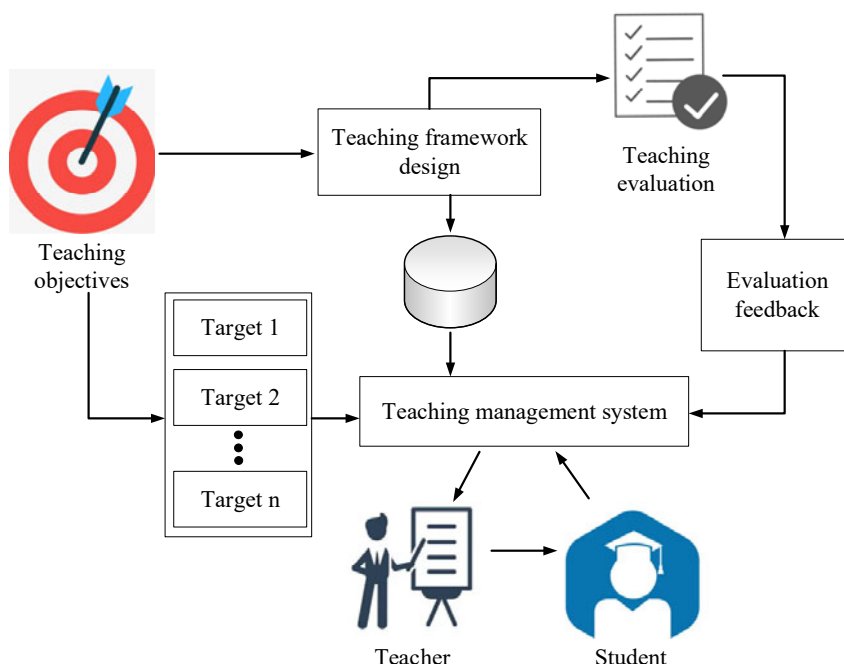 Teaching framework
design
Teaching
evaluation
Teaching
objectives
Evaluation
feedback
Target 1
Target 2
Target n
Teaching management system
Teacher
Student